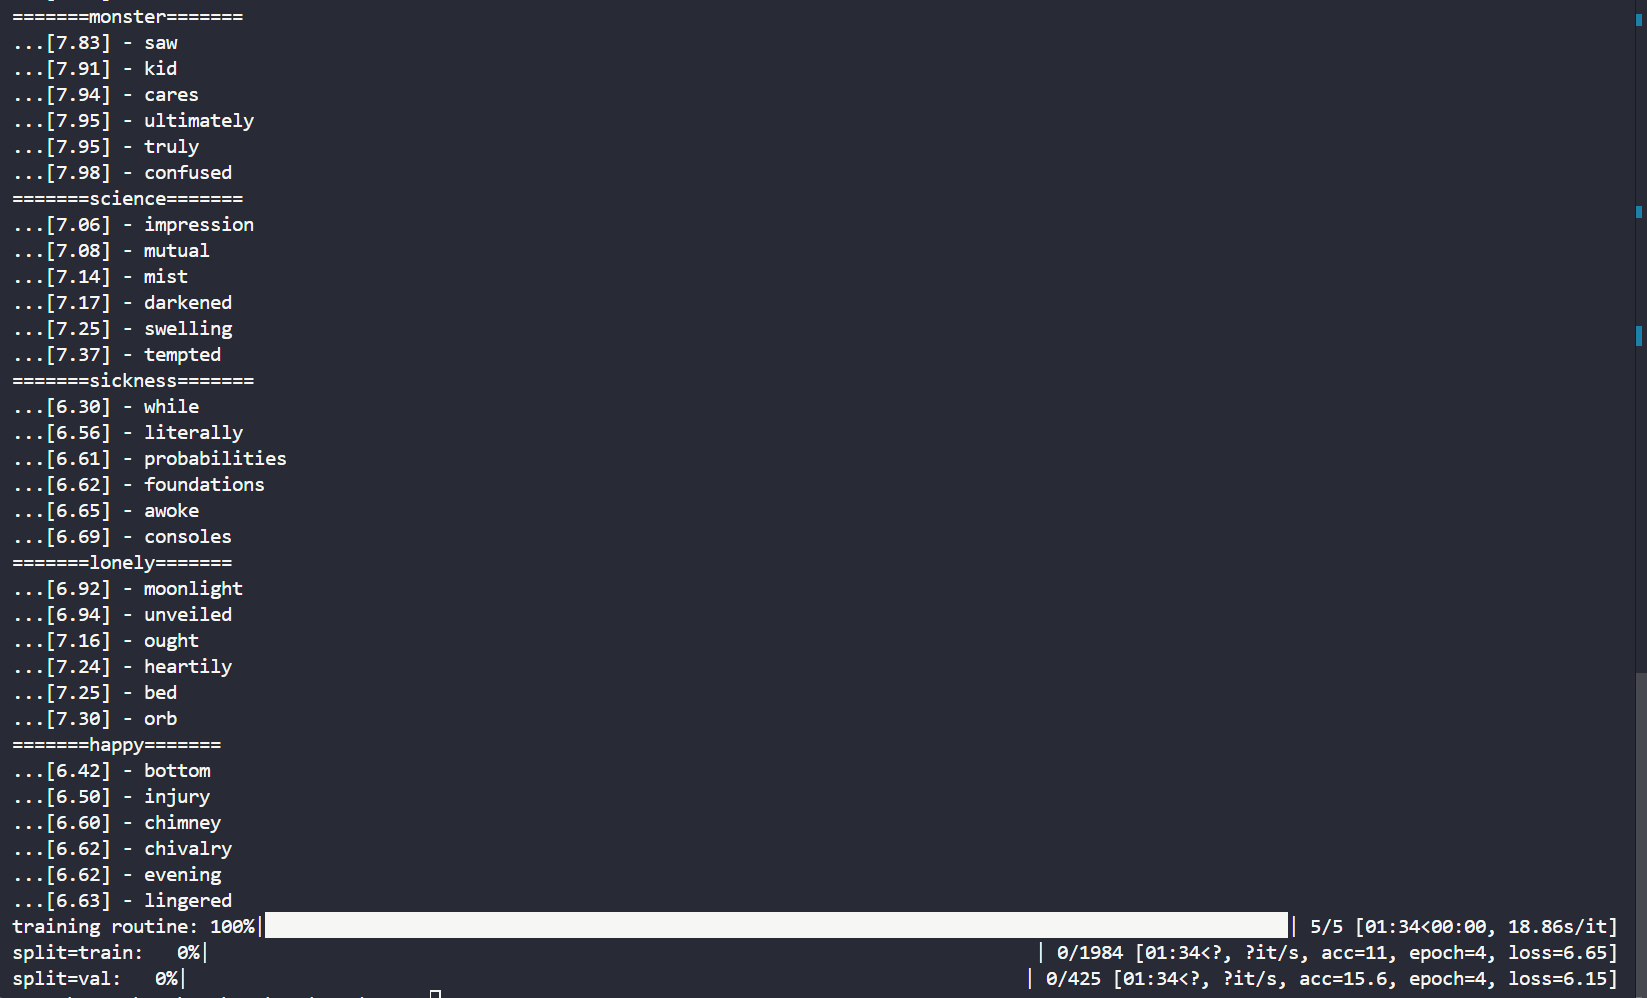 =======monster=======
...[7.83] - saw
...[7.91] - kid
...[7.94] - cares
...[7.95] - ultimately
...[7.95] - truly
...[7.98] - confused
=======science=======
...[7.06] - impression
...[7.08] - mutual
...[7.14] - mist
...[7.17] - darkened
...[7.25] - swelling
...[7.37] - tempted
=======sickness=======
...[6.30] - while
...[6.56] - literally
...[6.61] - probabilities
...[6.62] - foundations
...[6.65] - awoke
...[6.69] - consoles
=======lonely=======
...[6.92] - moonlight
...[6.94] - unveiled
...[7.16] - ought
...[7.24] - heartily
...[7.25] - bed
...[7.30] - orb
=======happy=======
...[6.42] - bottom
...[6.50] - injury
...[6.60] - chimney
...[6.62] - chivalry
...[6.62] - evening
...[6.63] - lingered
training routine: 100%| | 5/5 [01:34<00:00, 18.86s/it]
split=train:   0%| | 0/1984 [01:34<?, ?it/s, acc=11, epoch=4, loss=6.65]
split=val:   0%| | 0/425 [01:34<?, ?it/s, acc=15.6, epoch=4, loss=6.15]